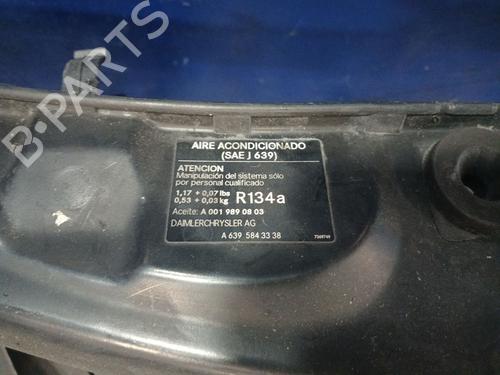 B-PARTS
AIRE ACONDICIONADO
(SAE J 639)
ATENCION
Manipulación del sistema sólo
por personal cualificado
1,17 + 0,07 lbs
0,53 + 0,03 kg R134a
Aceite: A 001 989 08 03
DAIMLERCHRYSLER AG
A 639 584 33 38